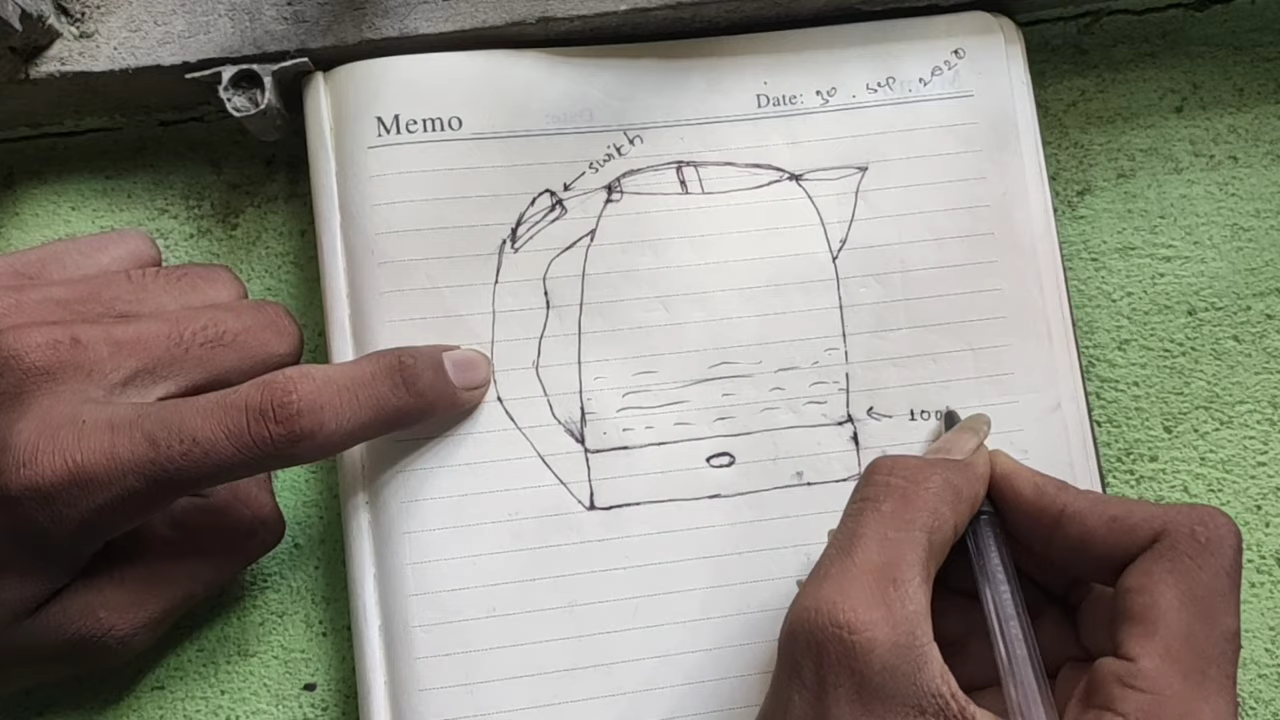 Memo
Date: 30 . sep . 2020
← switch
← 100